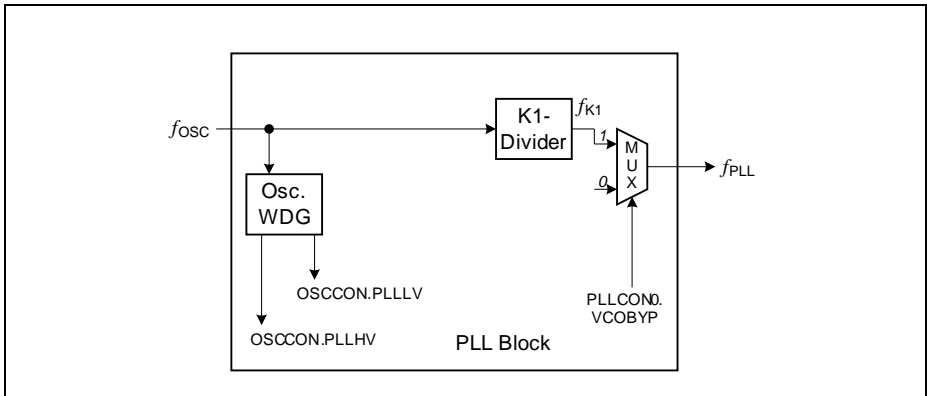 fOSC
K1-
Divider
fK1
1
M
U
X
0
fPLL
Osc.
WDG
OSCCON.PLLLV
OSCCON.PLLHV
PLLCON0.
VCOBYP
PLL Block